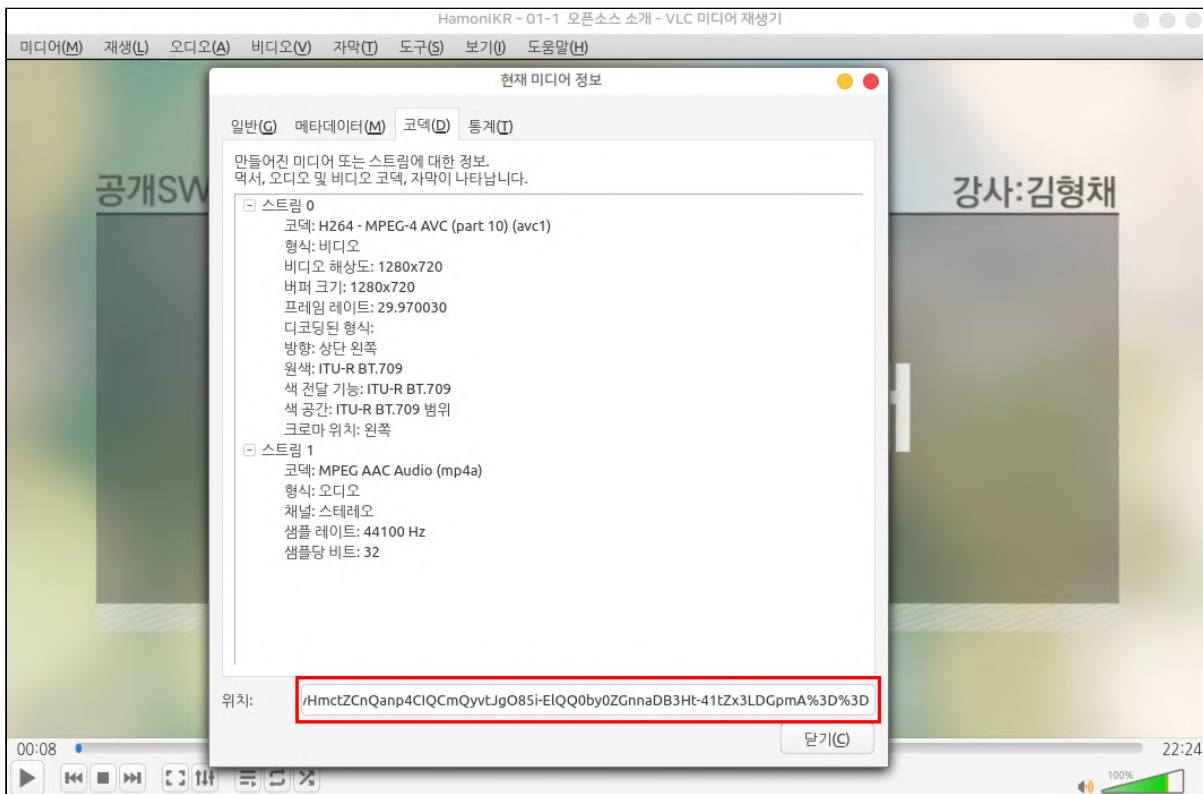 HamoniKR - 01-1 오픈소스 소개 - VLC 미디어 재생기
미디어(M) 재생(L) 오디오(A) 비디오(V) 자막(T) 도구(S) 보기(I) 도움말(H)
현재 미디어 정보
일반(G) 메타데이터(M) 코덱(D) 통계(T)
만들어진 미디어 또는 스트림에 대한 정보.
먹서, 오디오 및 비디오 코덱, 자막이 나타납니다.
공개SW
강사:김형채
스트림 0
코덱: H264 - MPEG-4 AVC (part 10) (avc1)
형식: 비디오
비디오 해상도: 1280x720
버퍼 크기: 1280x720
프레임 레이트: 29.970030
디코딩된 형식:
방향: 상단 왼쪽
원색: ITU-R BT.709
색 전달 기능: ITU-R BT.709
색 공간: ITU-R BT.709 범위
크로마 위치: 왼쪽
스트림 1
코덱: MPEG AAC Audio (mp4a)
형식: 오디오
채널: 스테레오
샘플 레이트: 44100 Hz
샘플당 비트: 32
위치: /HmctZCnQanp4CIQCmQyvtJgO85i-ElQQ0by0ZGnnaDB3Ht-41tZx3LDGpmA%3D%3D
닫기(C)
00:08 22:24
100%